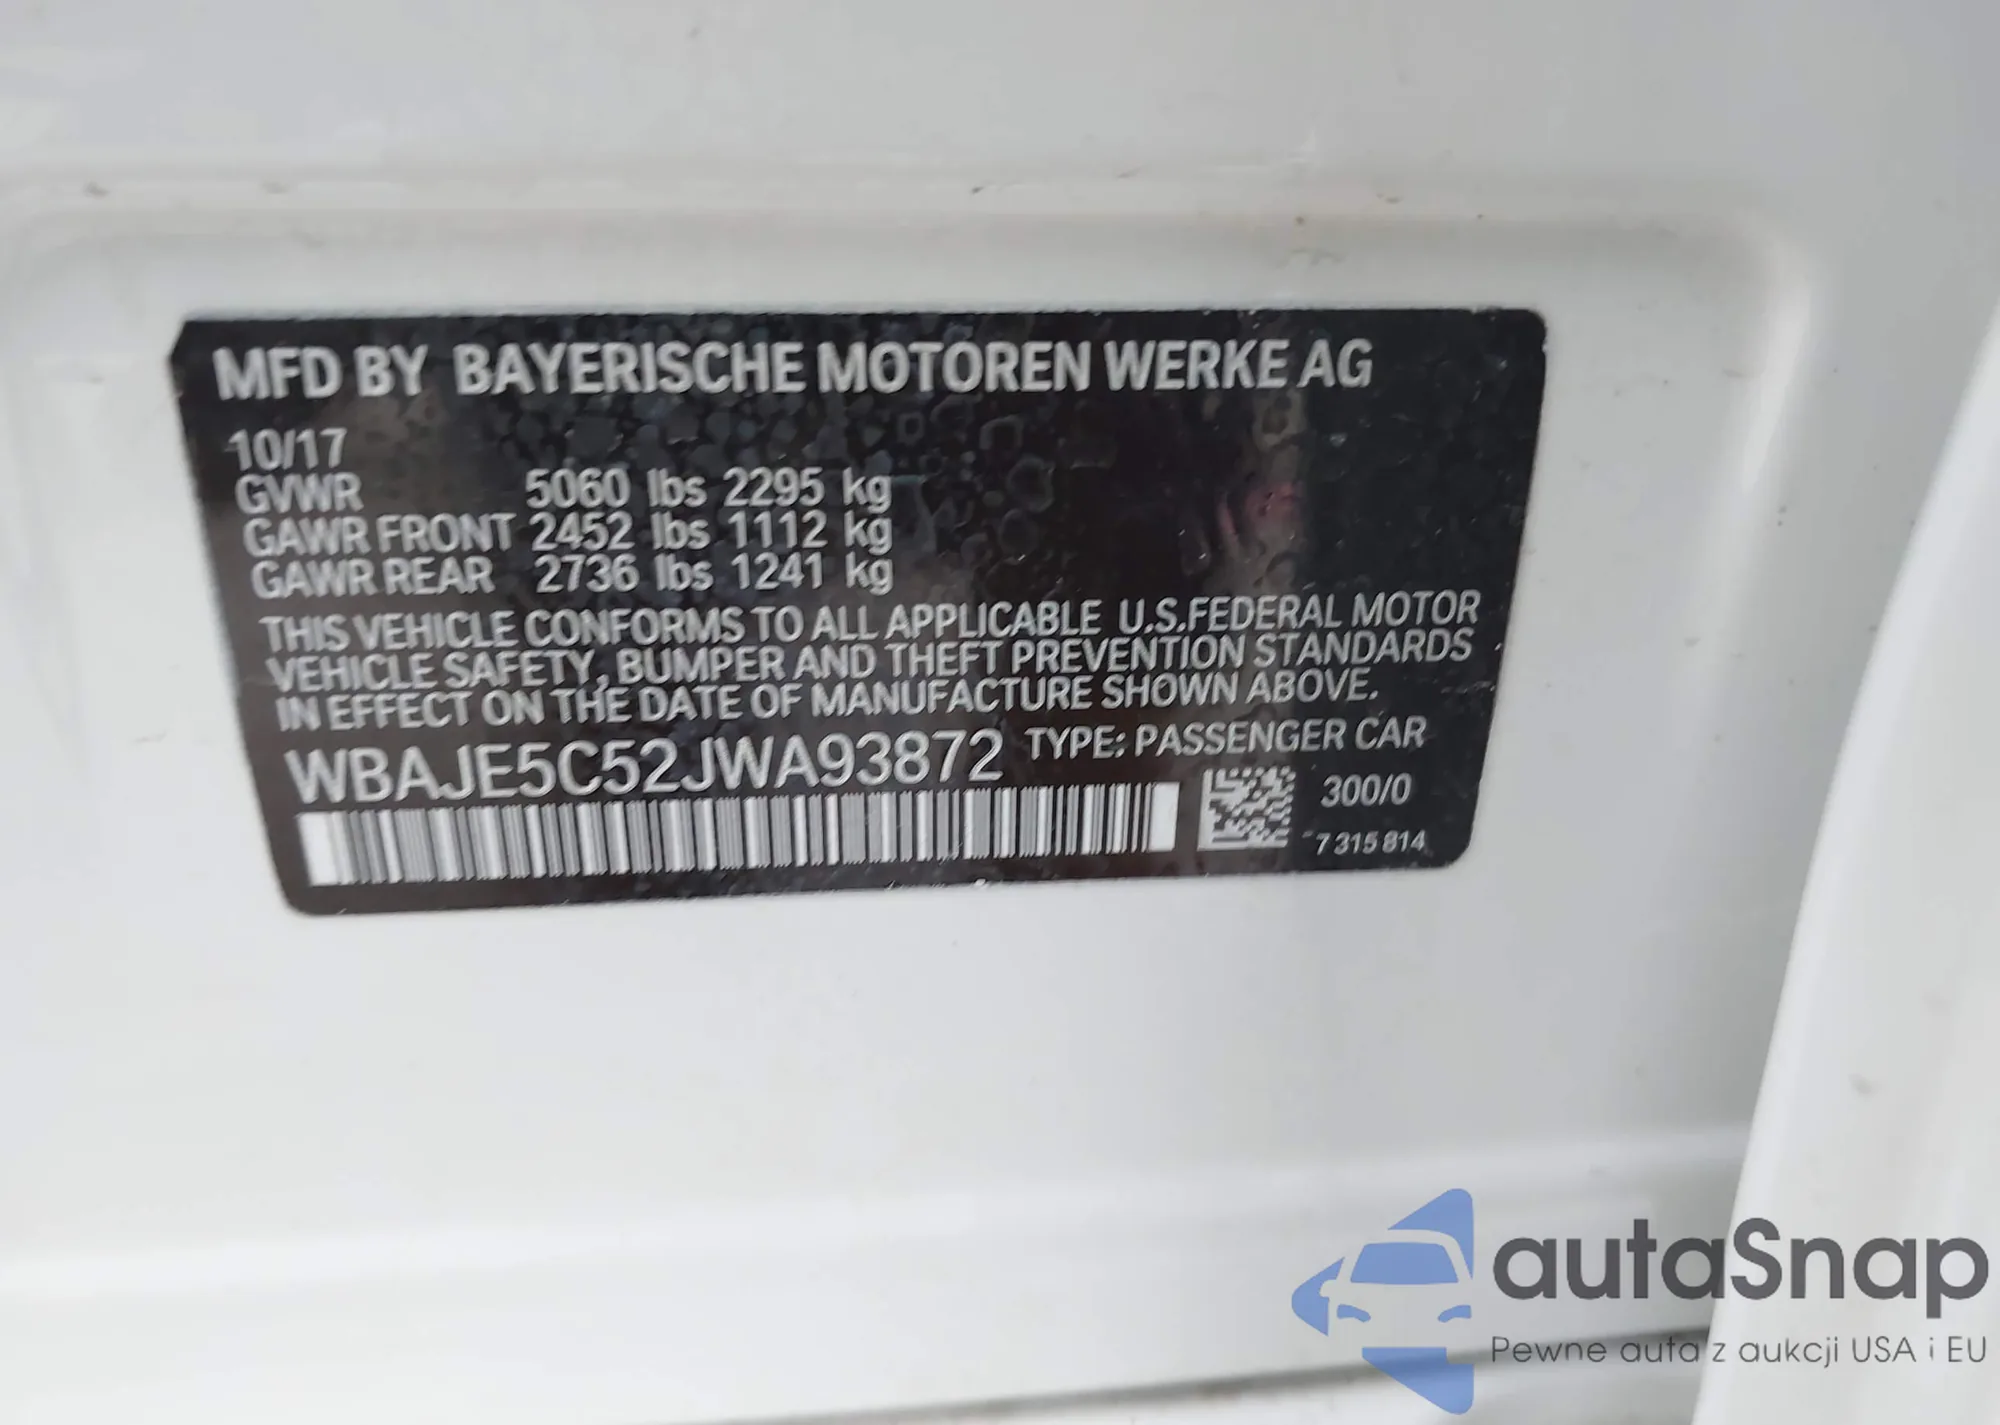 MFD BY BAYERISCHE MOTOREN WERKE AG
10/17
GVWR 5060 lbs 2295 kg
GAWR FRONT 2452 lbs 1112 kg
GAWR REAR 2736 lbs 1241 kg
THIS VEHICLE CONFORMS TO ALL APPLICABLE U.S.FEDERAL MOTOR
VEHICLE SAFETY, BUMPER AND THEFT PREVENTION STANDARDS
IN EFFECT ON THE DATE OF MANUFACTURE SHOWN ABOVE.
WBAJE5C52JWA93872 TYPE: PASSENGER CAR
300/0
7 315 814
autaSnap
Pewne auta z aukcji USA i EU